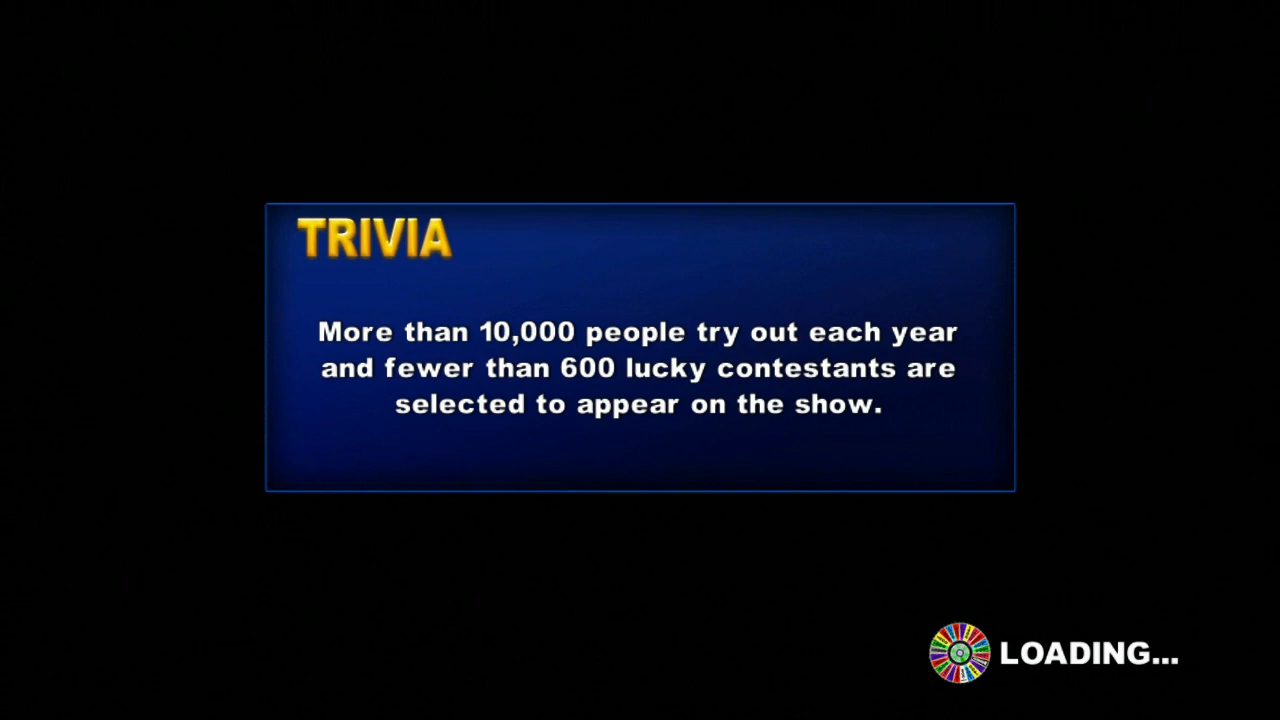 TRIVIA
More than 10,000 people try out each year
and fewer than 600 lucky contestants are
selected to appear on the show.
LOADING...